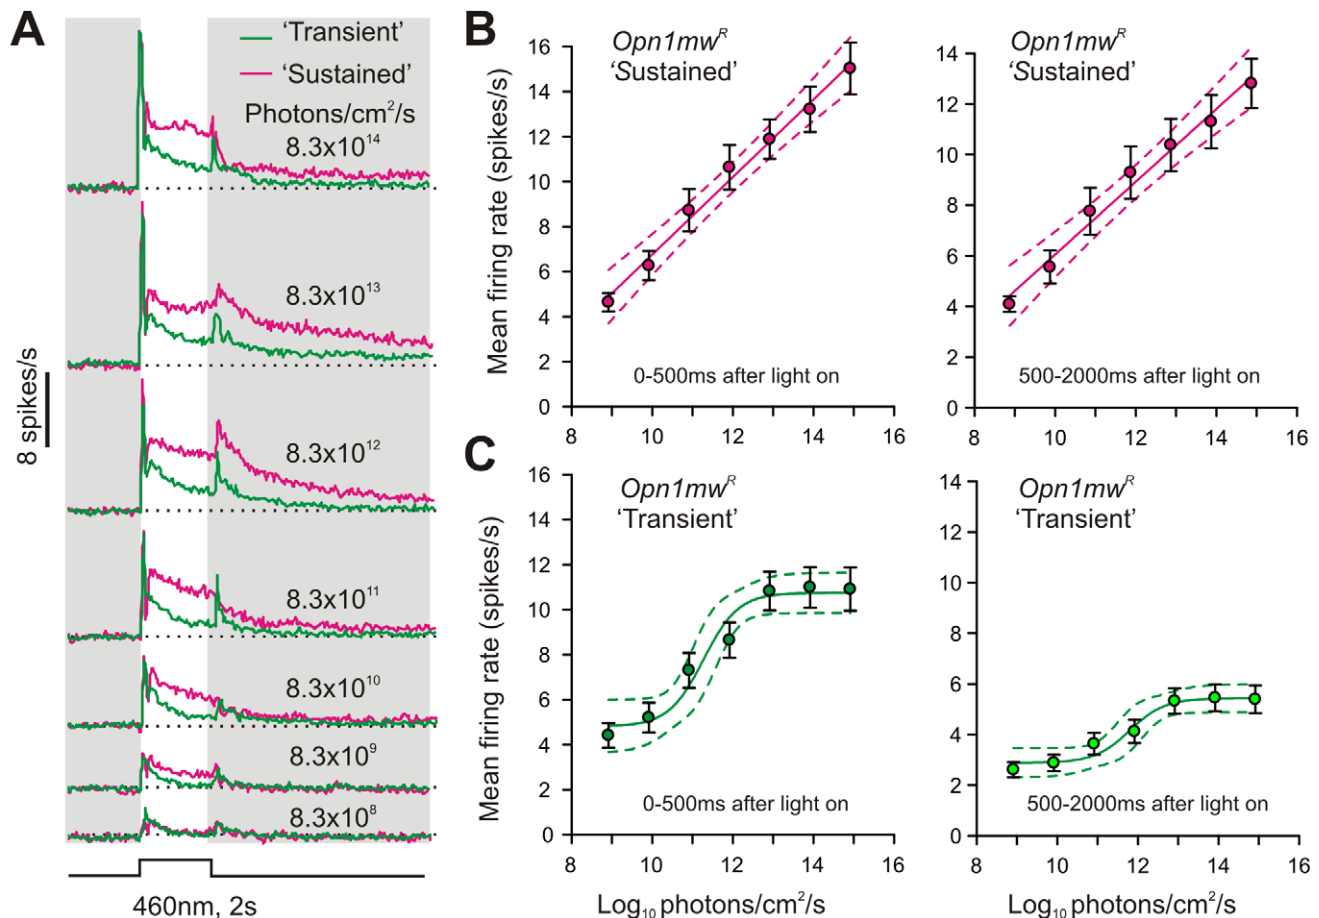 A
'Transient'
'Sustained'
Photons/cm²/s
8.3x10¹⁴
8.3x10¹³
8.3x10¹²
8.3x10¹¹
8.3x10¹⁰
8.3x10⁹
8.3x10⁸
8 spikes/s
460nm, 2s
B
Opn1mwᴿ
'Sustained'
Mean firing rate (spikes/s)
16
14
12
10
8
6
4
2
0
0-500ms after light on
8 10 12 14 16
Opn1mwᴿ
'Sustained'
14
12
10
8
6
4
2
0
500-2000ms after light on
8 10 12 14 16
C
Opn1mwᴿ
'Transient'
Mean firing rate (spikes/s)
16
14
12
10
8
6
4
2
0
0-500ms after light on
8 10 12 14 16
Log₁₀ photons/cm²/s
Opn1mwᴿ
'Transient'
14
12
10
8
6
4
2
0
500-2000ms after light on
8 10 12 14 16
Log₁₀ photons/cm²/s